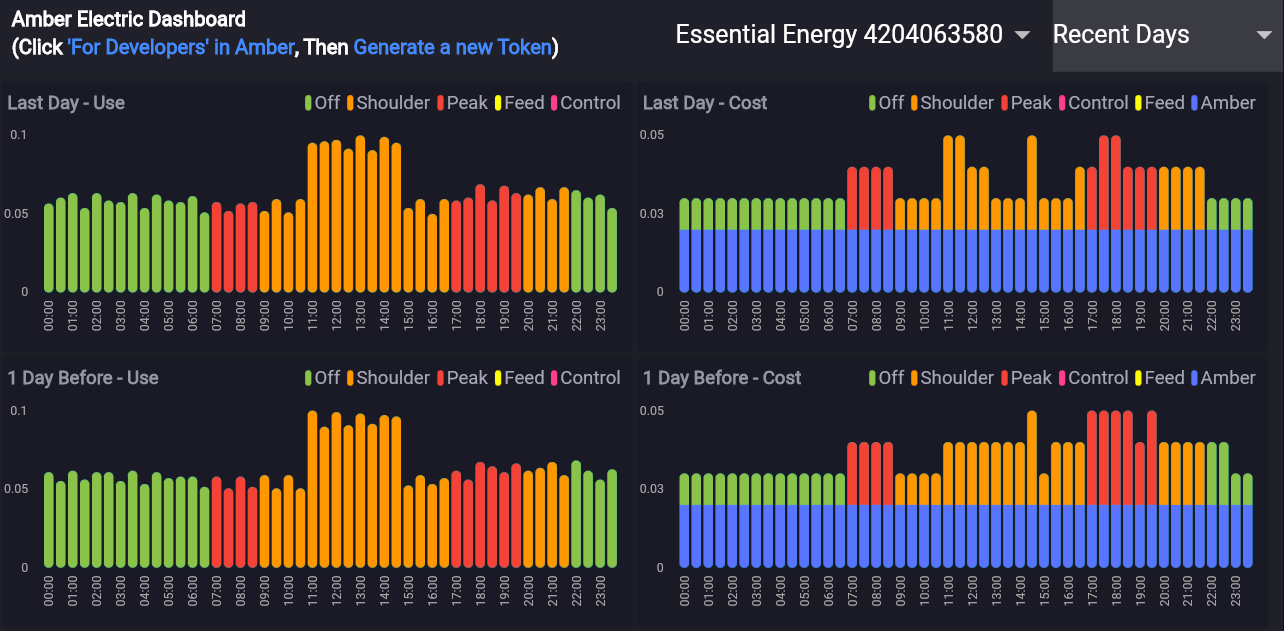 Amber Electric Dashboard
(Click 'For Developers' in Amber, Then Generate a new Token)
Essential Energy 4204063580
Recent Days
Last Day - Use
Off Shoulder Peak Feed Control
0.1
0.05
0
00:00 01:00 02:00 03:00 04:00 05:00 06:00 07:00 08:00 09:00 10:00 11:00 12:00 13:00 14:00 15:00 16:00 17:00 18:00 19:00 20:00 21:00 22:00 23:00
Last Day - Cost
Off Shoulder Peak Control Feed Amber
0.05
0.03
0
00:00 01:00 02:00 03:00 04:00 05:00 06:00 07:00 08:00 09:00 10:00 11:00 12:00 13:00 14:00 15:00 16:00 17:00 18:00 19:00 20:00 21:00 22:00 23:00
1 Day Before - Use
Off Shoulder Peak Feed Control
0.1
0.05
0
00:00 01:00 02:00 03:00 04:00 05:00 06:00 07:00 08:00 09:00 10:00 11:00 12:00 13:00 14:00 15:00 16:00 17:00 18:00 19:00 20:00 21:00 22:00 23:00
1 Day Before - Cost
Off Shoulder Peak Control Feed Amber
0.05
0.03
0
00:00 01:00 02:00 03:00 04:00 05:00 06:00 07:00 08:00 09:00 10:00 11:00 12:00 13:00 14:00 15:00 16:00 17:00 18:00 19:00 20:00 21:00 22:00 23:00